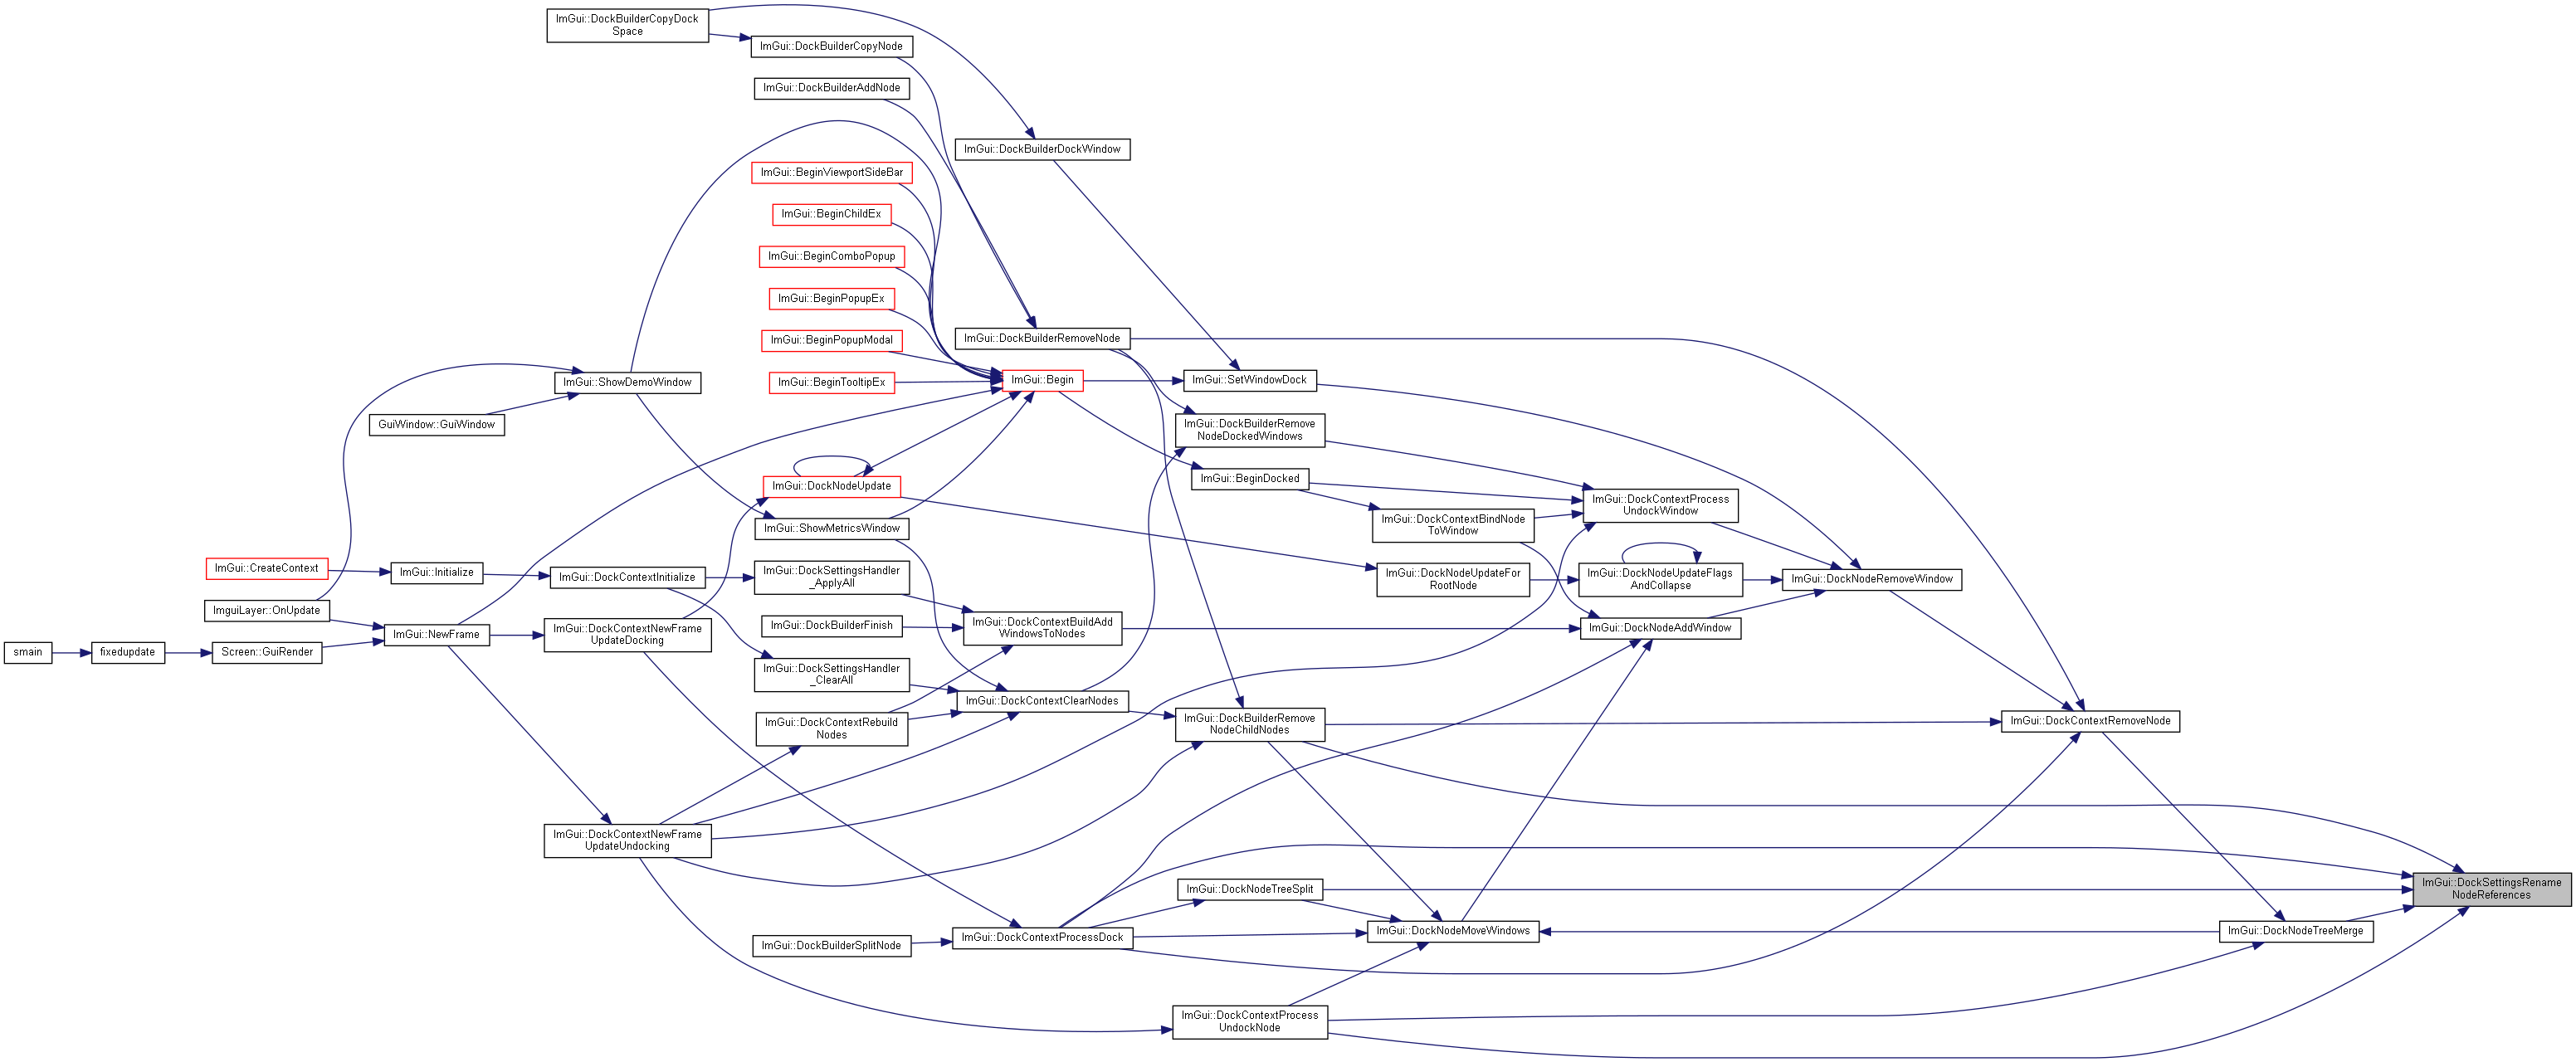 ImGui::DockBuilderCopyDock
Space
ImGui::DockBuilderCopyNode
ImGui::DockBuilderAddNode
ImGui::DockBuilderDockWindow
ImGui::BeginViewportSideBar
ImGui::BeginChildEx
ImGui::BeginComboPopup
ImGui::BeginPopupEx
ImGui::BeginPopupModal
ImGui::DockBuilderRemoveNode
ImGui::ShowDemoWindow
ImGui::BeginTooltipEx
ImGui::Begin
ImGui::SetWindowDock
GuiWindow::GuiWindow
ImGui::DockBuilderRemove
NodeDockedWindows
ImGui::DockNodeUpdate
ImGui::BeginDocked
ImGui::DockContextProcess
UndockWindow
ImGui::ShowMetricsWindow
ImGui::DockContextBindNode
ToWindow
ImGui::CreateContext
ImGui::Initialize
ImGui::DockContextInitialize
ImGui::DockSettingsHandler
_ApplyAll
ImGui::DockNodeUpdateFor
RootNode
ImGui::DockNodeUpdateFlags
AndCollapse
ImGui::DockNodeRemoveWindow
ImguiLayer::OnUpdate
ImGui::NewFrame
ImGui::DockContextNewFrame
UpdateDocking
ImGui::DockBuilderFinish
ImGui::DockContextBuildAdd
WindowsToNodes
ImGui::DockNodeAddWindow
smain
fixedupdate
Screen::GuiRender
ImGui::DockSettingsHandler
_ClearAll
ImGui::DockContextClearNodes
ImGui::DockContextRebuild
Nodes
ImGui::DockBuilderRemove
NodeChildNodes
ImGui::DockContextRemoveNode
ImGui::DockContextNewFrame
UpdateUndocking
ImGui::DockNodeTreeSplit
ImGui::DockSettingsRename
NodeReferences
ImGui::DockBuilderSplitNode
ImGui::DockContextProcessDock
ImGui::DockNodeMoveWindows
ImGui::DockNodeTreeMerge
ImGui::DockContextProcess
UndockNode